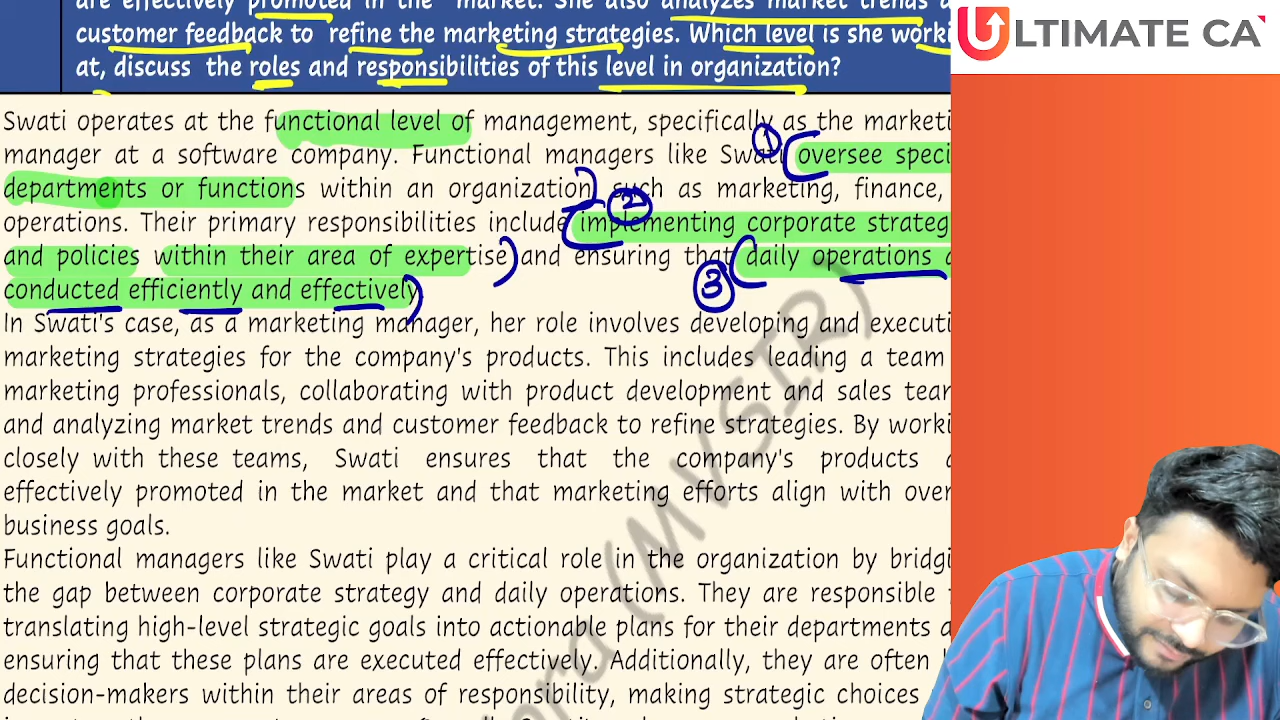 are effectively promoted in the market. She also analyzes market trends
customer feedback to refine the marketing strategies. Which level is she
at, discuss the roles and responsibilities of this level in organization?
ULTIMATE CA
Swati operates at the functional level of management, specifically as the
manager at a software company. Functional managers like Swati oversee
departments or functions within an organization, such as marketing, finance,
operations. Their primary responsibilities include implementing corporate
and policies within their area of expertise and ensuring that daily operations
conducted efficiently and effectively
In Swati's case, as a marketing manager, her role involves developing and
marketing strategies for the company's products. This includes leading a team
marketing professionals, collaborating with product development and sales
and analyzing market trends and customer feedback to refine strategies. By
closely with these teams, Swati ensures that the company's products
effectively promoted in the market and that marketing efforts align with
business goals.
Functional managers like Swati play a critical role in the organization by
the gap between corporate strategy and daily operations. They are responsible
translating high-level strategic goals into actionable plans for their departments
ensuring that these plans are executed effectively. Additionally, they are often
decision-makers within their areas of responsibility, making strategic choices
1
2
3
(MVSIR)